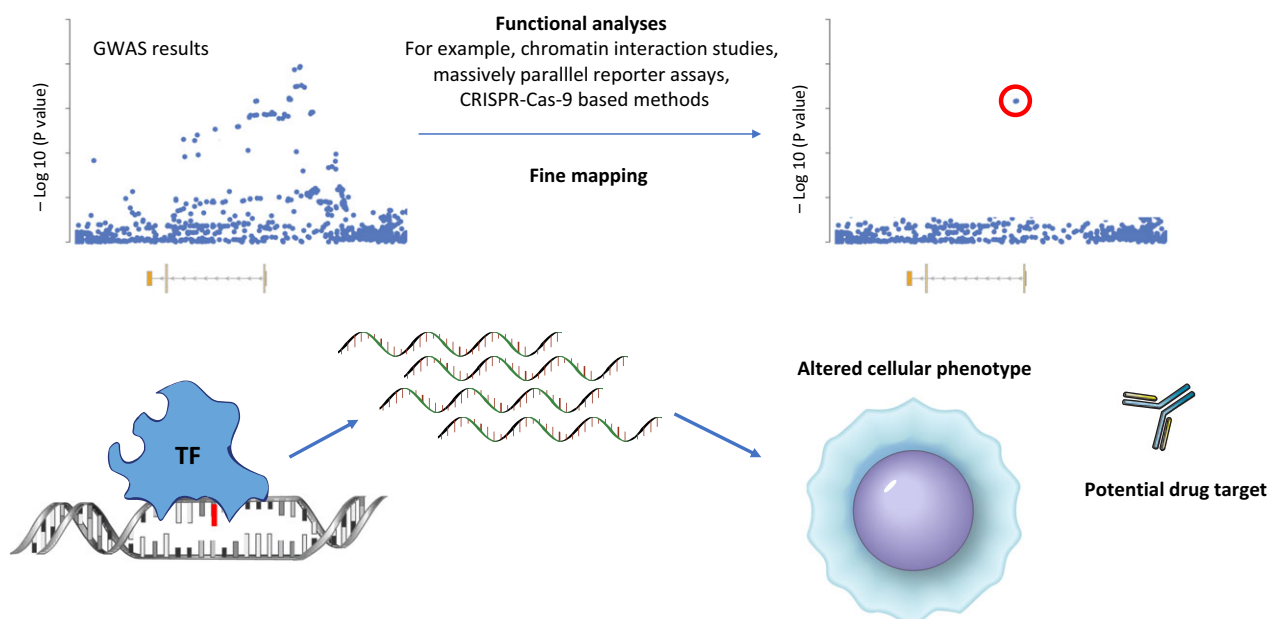 GWAS results
– Log 10 (P value)
Functional analyses
For example, chromatin interaction studies,
massively paralllel reporter assays,
CRISPR-Cas-9 based methods
Fine mapping
– Log 10 (P value)
TF
Altered cellular phenotype
Potential drug target